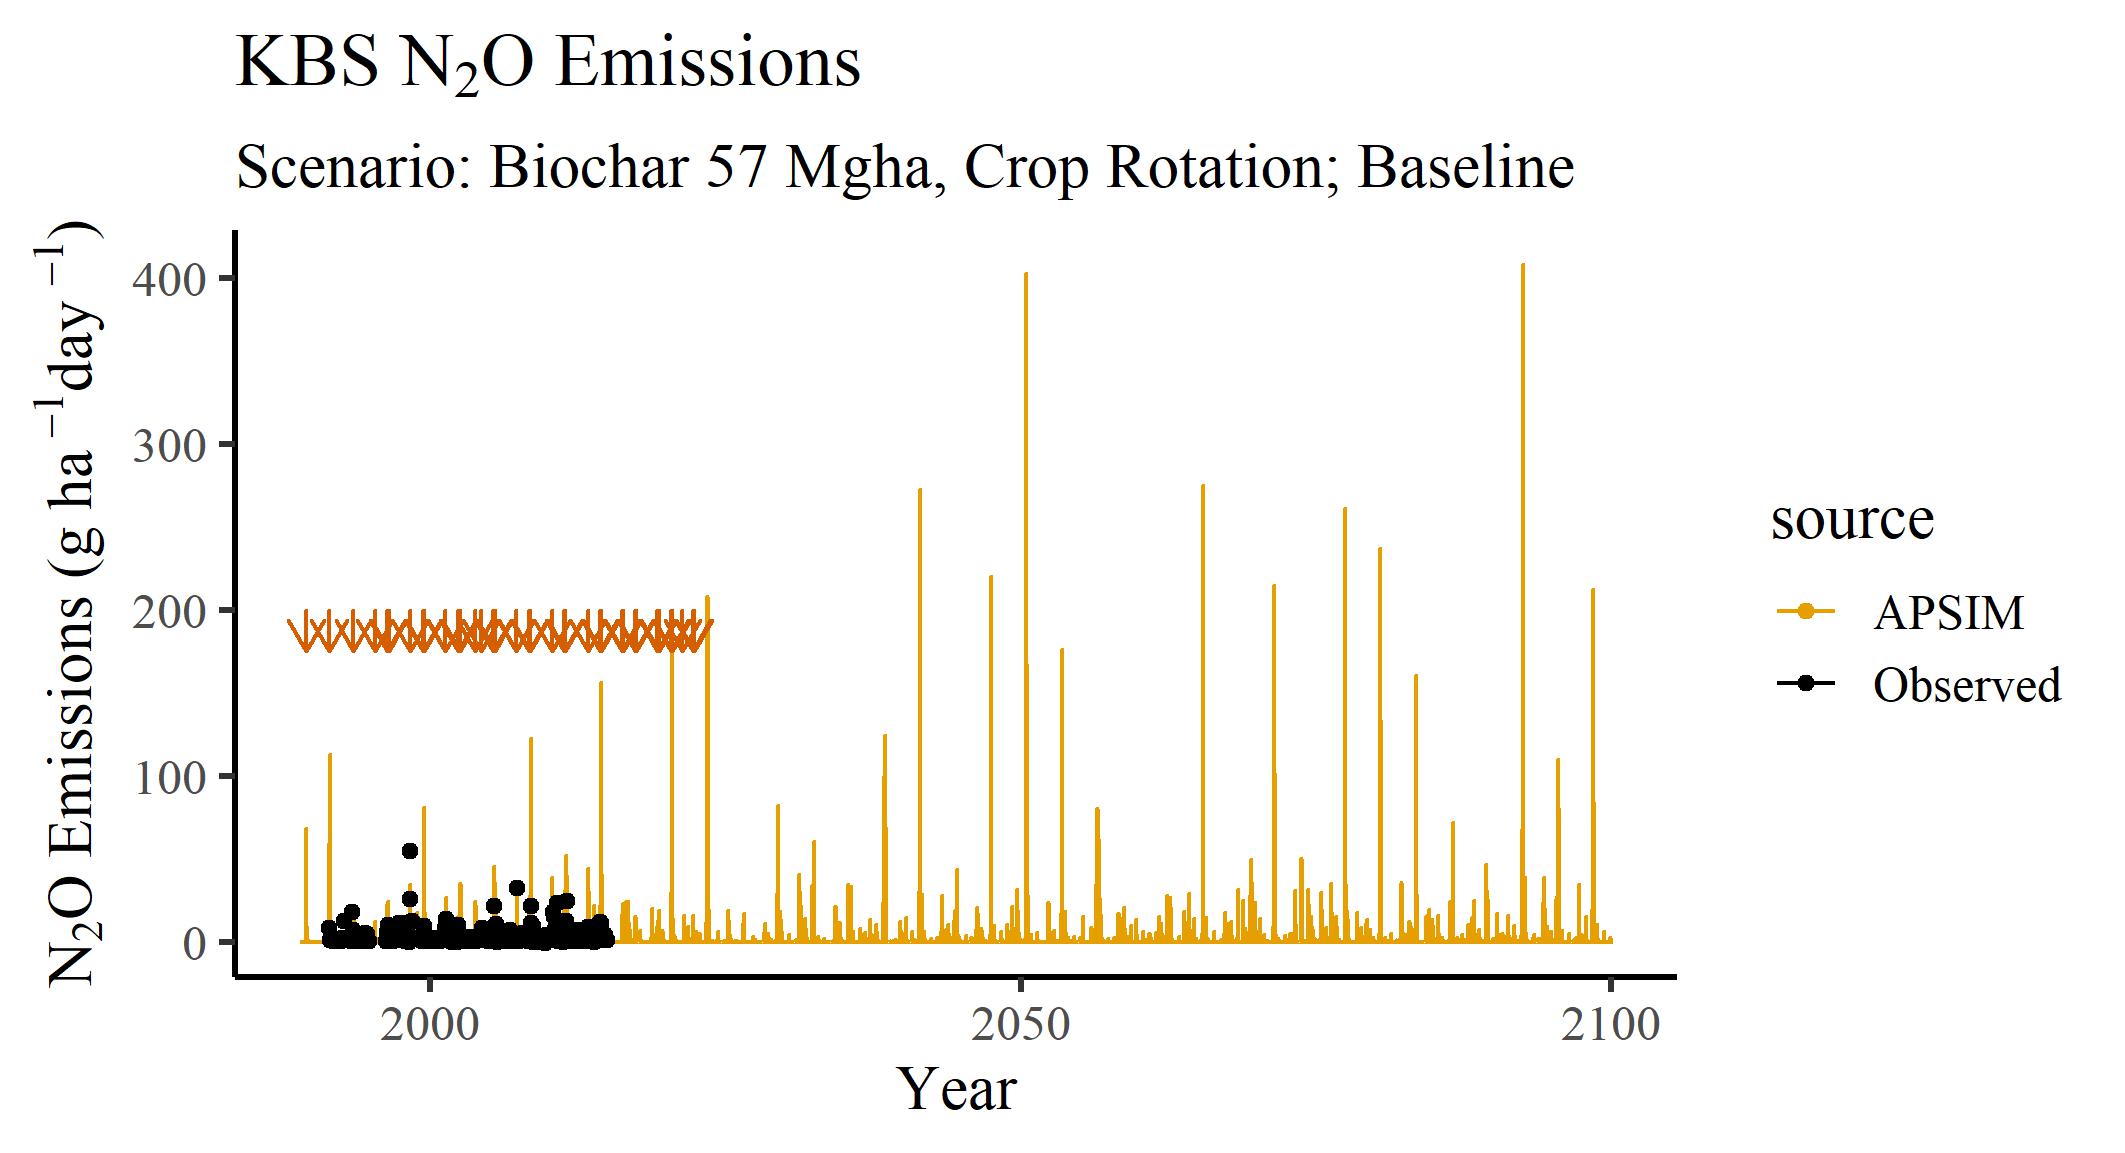 KBS N₂O Emissions
Scenario: Biochar 57 Mgha, Crop Rotation; Baseline
N₂O Emissions (g ha ⁻¹day ⁻¹)
400
300
200
100
0
2000
2050
2100
Year
source
APSIM
Observed